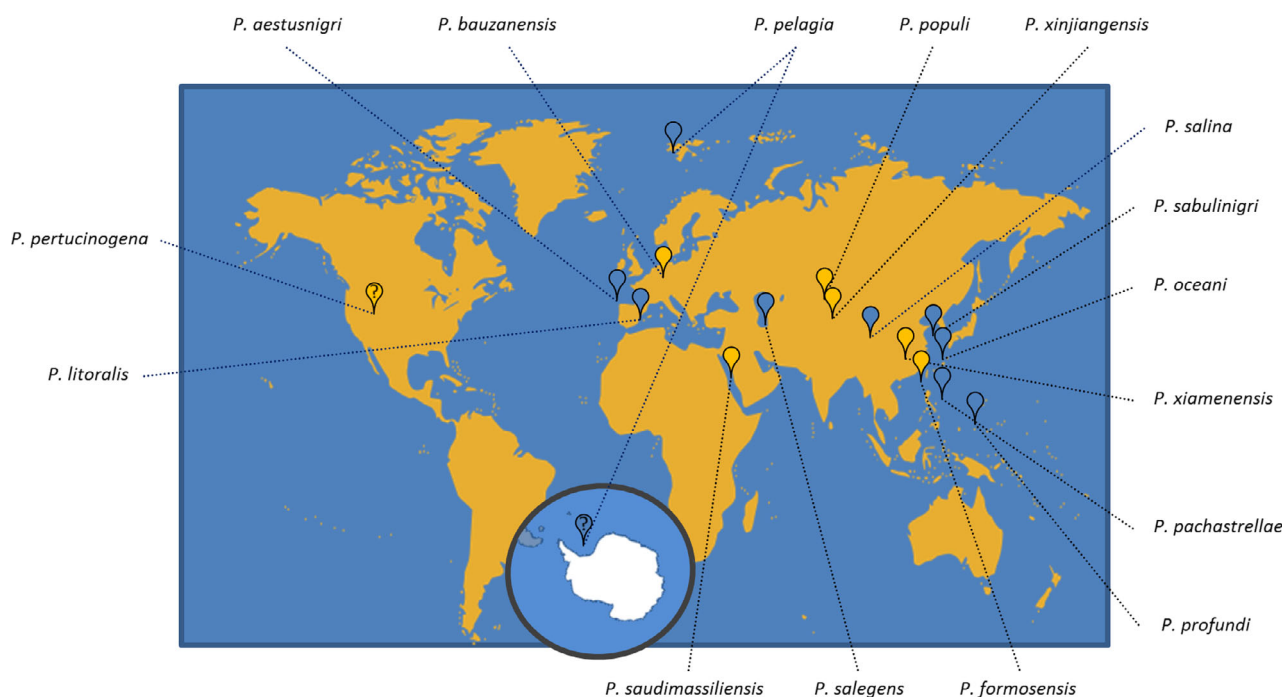 P. aestusnigri
P. bauzanensis
P. pelagia
P. populi
P. xinjiangensis
P. salina
P. sabulinigri
P. pertucinogena
P. oceani
?
P. litoralis
P. xiamenensis
P. pachastrellae
?
P. profundi
P. saudimassiliensis
P. salegens
P. formosensis